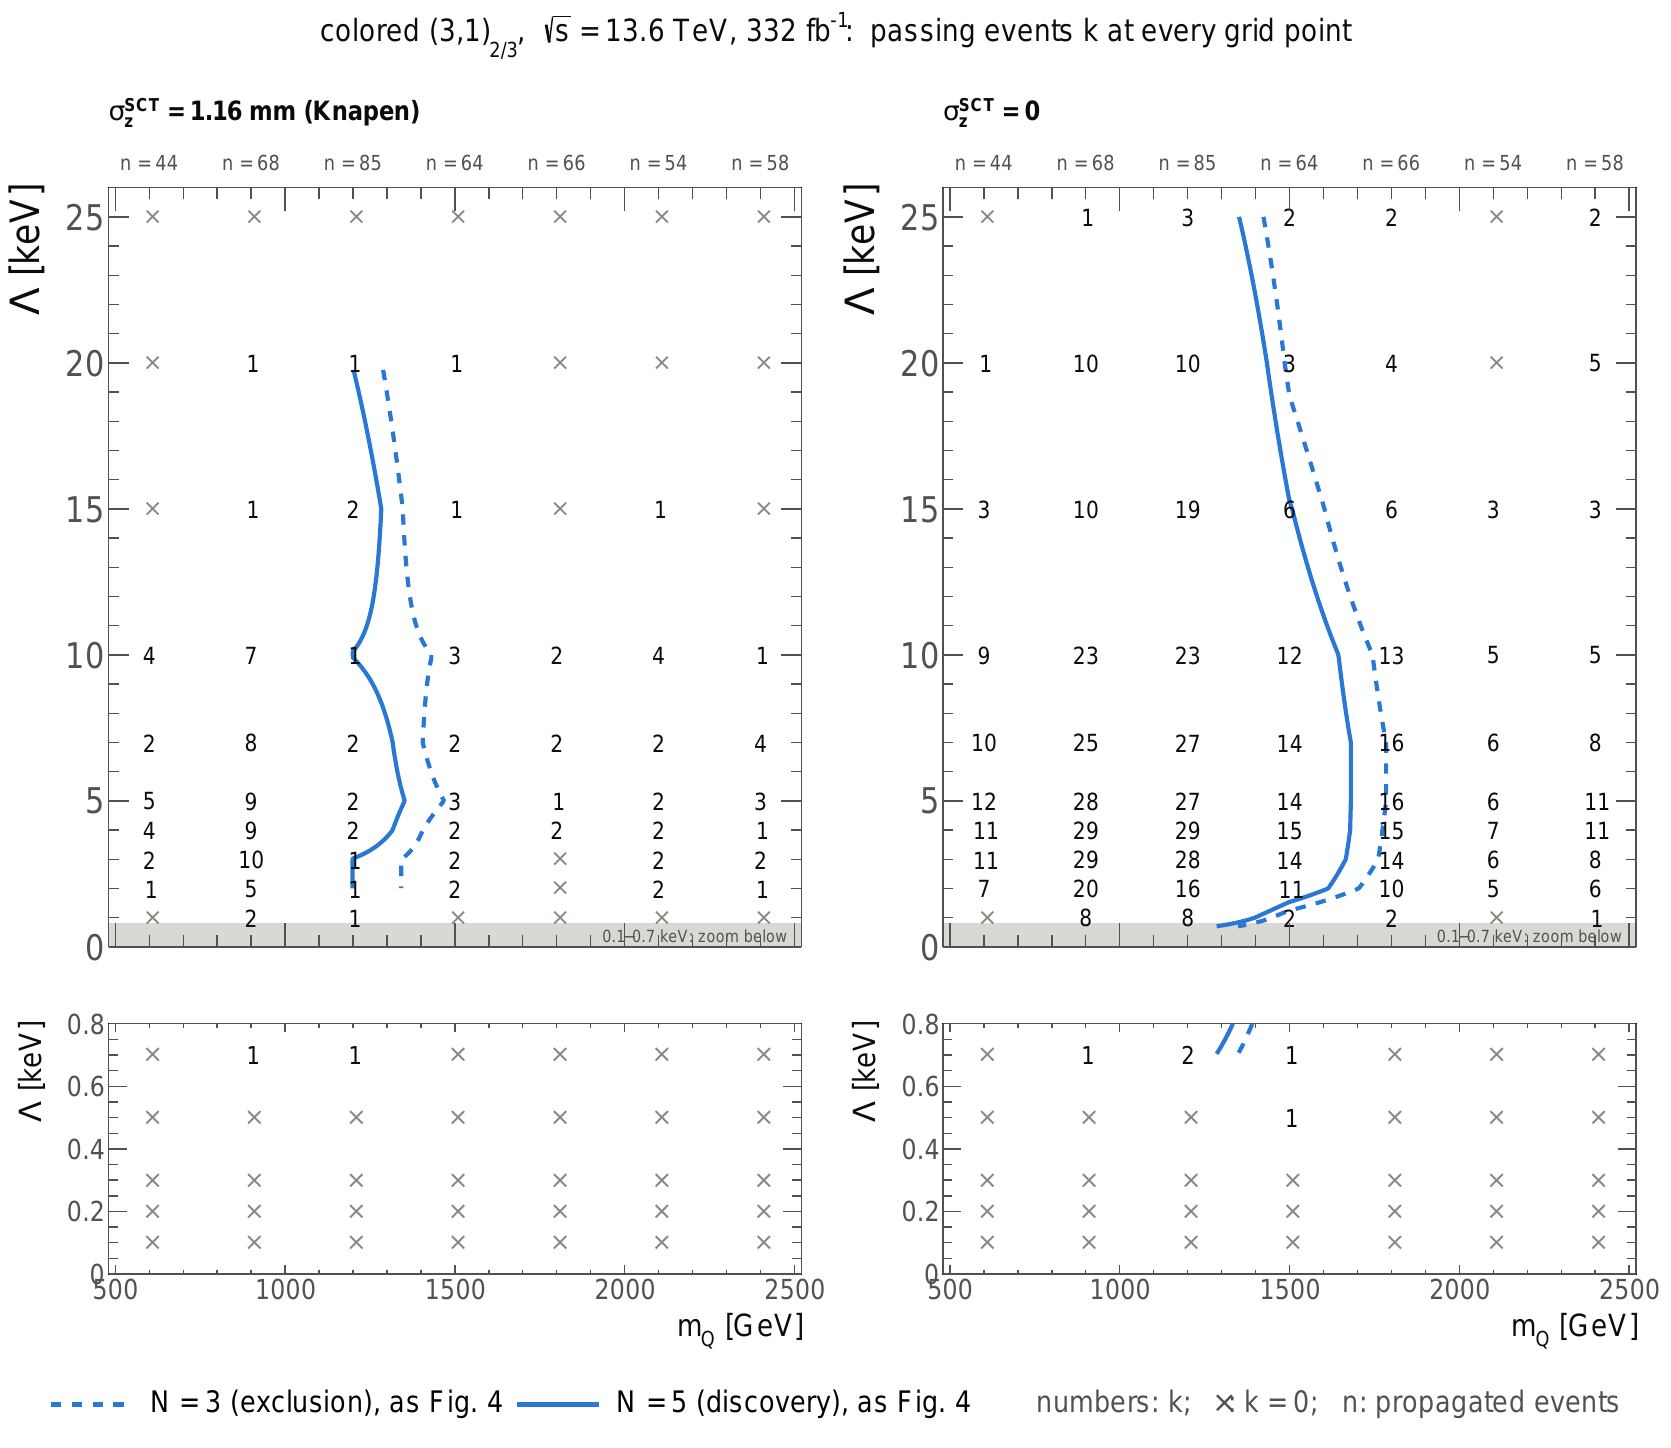 colored (3,1)2/3, √s = 13.6 TeV, 332 fb-1: passing events k at every grid point
σzSCT = 1.16 mm (Knapen)
n = 44 n = 68 n = 85 n = 64 n = 66 n = 54 n = 58
Λ [keV]
25 × × × × × × ×
20 × 1 1 1 × × ×
15 × 1 2 1 × 1 ×
10 4 7 1 3 2 4 1
2 8 2 2 2 2 4
5 5 9 2 3 1 2 3
4 9 2 2 2 2 1
2 10 1 2 × 2 2
1 5 1 2 × 2 1
× 2 1 × × × ×
0 0.1–0.7 keV: zoom below
Λ [keV]
0.8
× 1 1 × × × ×
0.6
× × × × × × ×
0.4
× × × × × × ×
0.2 × × × × × × ×
× × × × × × ×
0
500 1000 1500 2000 2500
mQ [GeV]
σzSCT = 0
n = 44 n = 68 n = 85 n = 64 n = 66 n = 54 n = 58
Λ [keV]
25 × 1 3 2 2 × 2
20 1 10 10 3 4 × 5
15 3 10 19 6 6 3 3
10 9 23 23 12 13 5 5
10 25 27 14 16 6 8
5 12 28 27 14 16 6 11
11 29 29 15 15 7 11
11 29 28 14 14 6 8
7 20 16 11 10 5 6
× 8 8 2 2 × 1
0 0.1–0.7 keV: zoom below
Λ [keV]
0.8
× 1 2 1 × × ×
0.6
× × × 1 × × ×
0.4
× × × × × × ×
0.2 × × × × × × ×
× × × × × × ×
0
500 1000 1500 2000 2500
mQ [GeV]
N = 3 (exclusion), as Fig. 4 N = 5 (discovery), as Fig. 4 numbers: k; × k = 0; n: propagated events